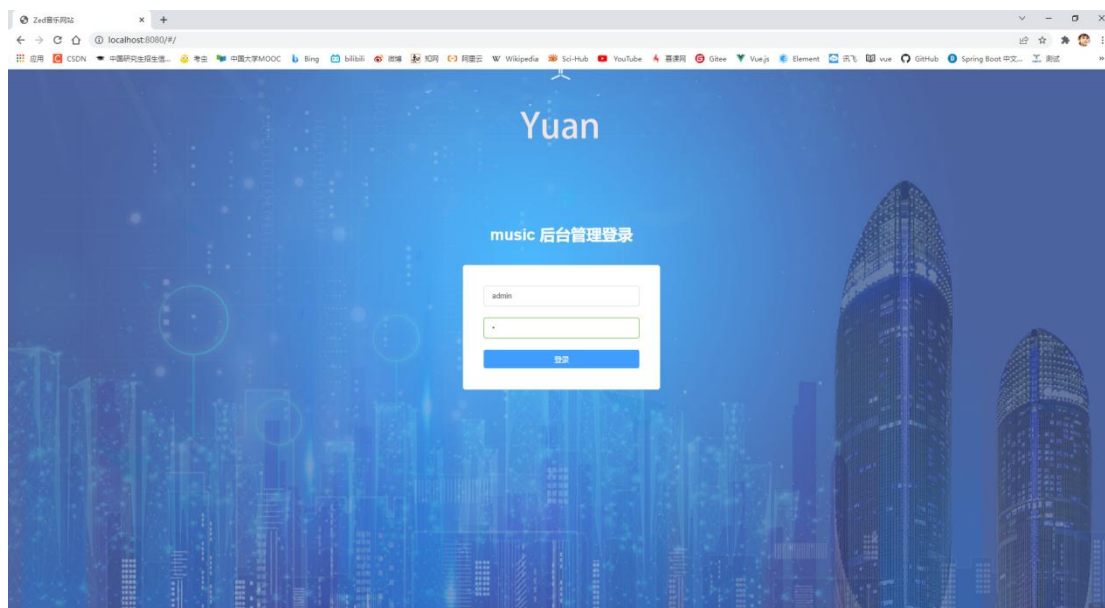 Zed音乐网站
localhost:8080/#/
应用 CSDN 中国研究生招生信... 考虫 中国大学MOOC Bing bilibili 微博 知网 阿里云 Wikipedia Sci-Hub YouTube 慕课网 Gitee Vue.js Element 讯飞 vue GitHub Spring Boot 中文... 测试
Yuan
music 后台管理登录
admin
登录